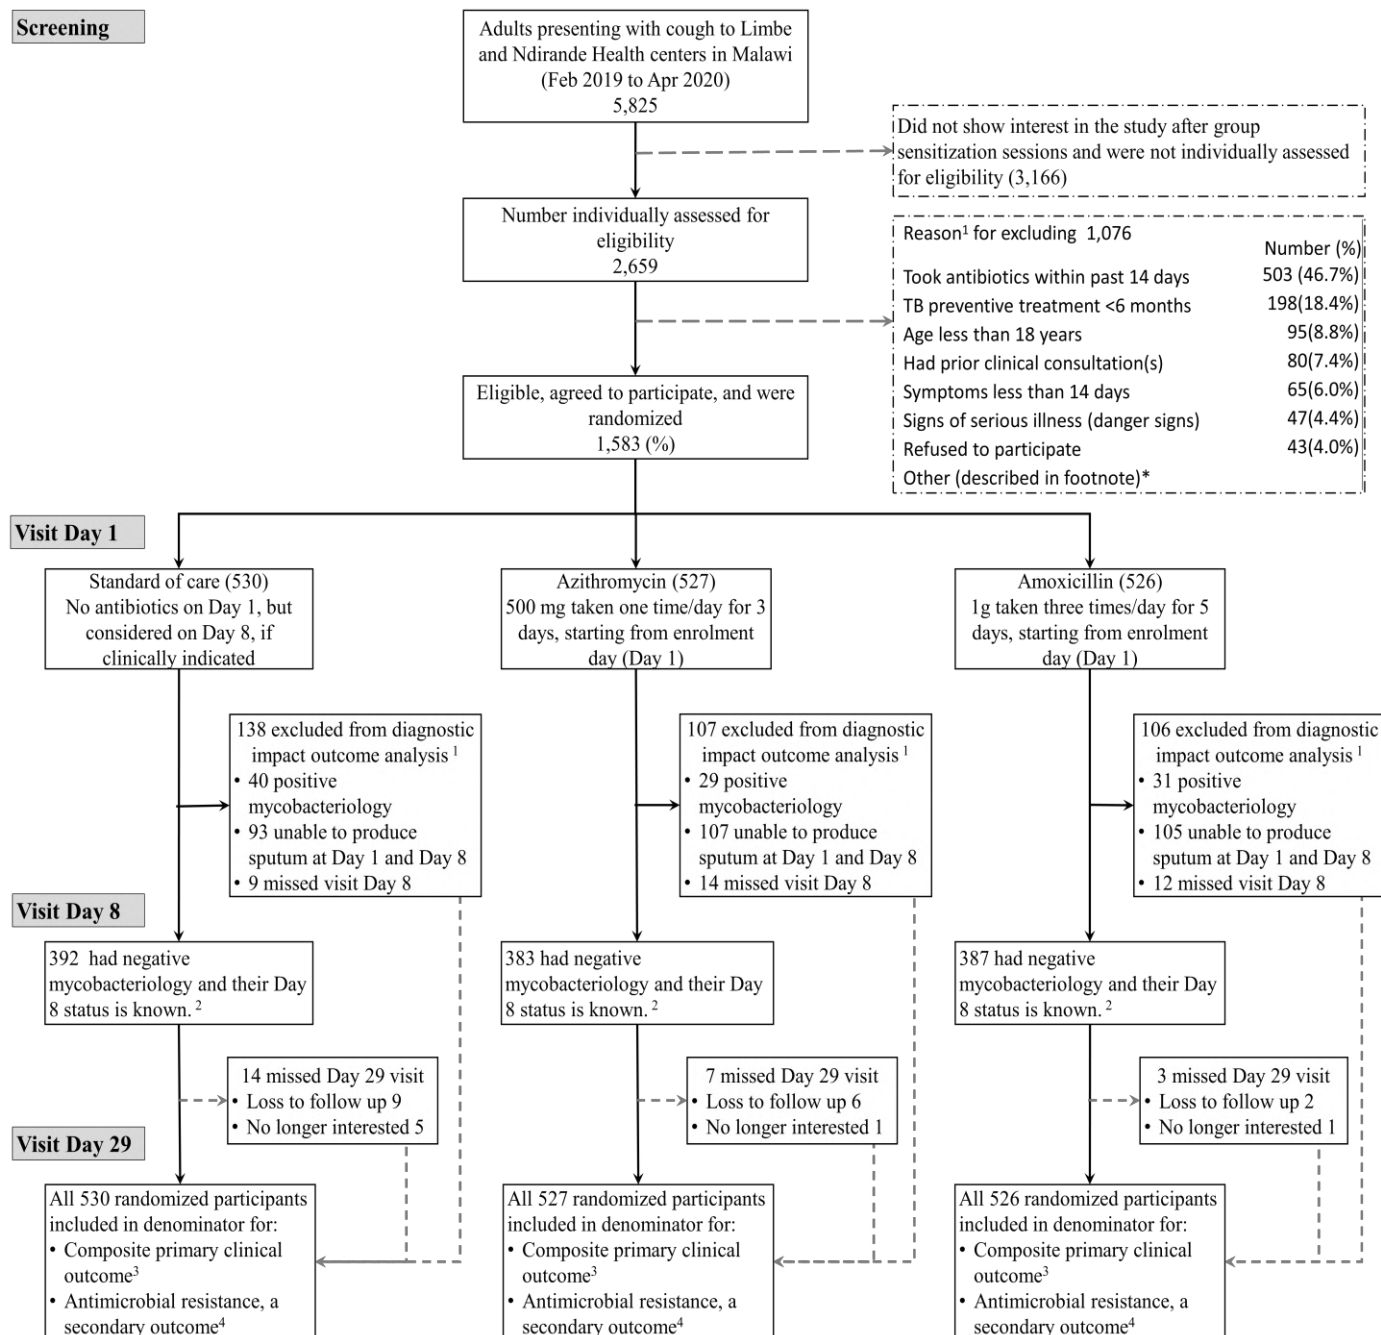 Screening
Adults presenting with cough to Limbe
and Ndirande Health centers in Malawi
(Feb 2019 to Apr 2020)
5,825
Did not show interest in the study after group
sensitization sessions and were not individually assessed
for eligibility (3,166)
Number individually assessed for
eligibility
2,659
Reason¹ for excluding 1,076
Number (%)
Took antibiotics within past 14 days 503 (46.7%)
TB preventive treatment <6 months 198(18.4%)
Age less than 18 years 95(8.8%)
Had prior clinical consultation(s) 80(7.4%)
Symptoms less than 14 days 65(6.0%)
Signs of serious illness (danger signs) 47(4.4%)
Refused to participate 43(4.0%)
Other (described in footnote)*
Eligible, agreed to participate, and were
randomized
1,583 (%)
Visit Day 1
Standard of care (530)
No antibiotics on Day 1, but
considered on Day 8, if
clinically indicated
Azithromycin (527)
500 mg taken one time/day for 3
days, starting from enrolment
day (Day 1)
Amoxicillin (526)
1g taken three times/day for 5
days, starting from enrolment
day (Day 1)
138 excluded from diagnostic
impact outcome analysis ¹
• 40 positive
mycobacteriology
• 93 unable to produce
sputum at Day 1 and Day 8
• 9 missed visit Day 8
107 excluded from diagnostic
impact outcome analysis ¹
• 29 positive
mycobacteriology
• 107 unable to produce
sputum at Day 1 and Day 8
• 14 missed visit Day 8
106 excluded from diagnostic
impact outcome analysis ¹
• 31 positive
mycobacteriology
• 105 unable to produce
sputum at Day 1 and Day 8
• 12 missed visit Day 8
Visit Day 8
392 had negative
mycobacteriology and their Day
8 status is known. ²
383 had negative
mycobacteriology and their Day
8 status is known. ²
387 had negative
mycobacteriology and their Day
8 status is known. ²
14 missed Day 29 visit
• Loss to follow up 9
• No longer interested 5
7 missed Day 29 visit
• Loss to follow up 6
• No longer interested 1
3 missed Day 29 visit
• Loss to follow up 2
• No longer interested 1
Visit Day 29
All 530 randomized participants
included in denominator for:
• Composite primary clinical
outcome³
• Antimicrobial resistance, a
secondary outcome⁴
All 527 randomized participants
included in denominator for:
• Composite primary clinical
outcome³
• Antimicrobial resistance, a
secondary outcome⁴
All 526 randomized participants
included in denominator for:
• Composite primary clinical
outcome³
• Antimicrobial resistance, a
secondary outcome⁴